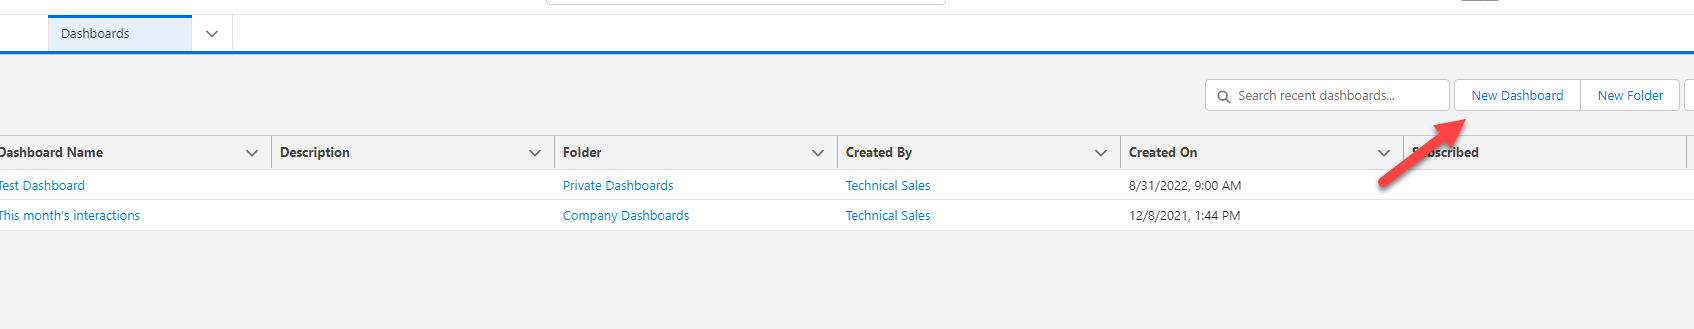 Dashboards
Search recent dashboards...
New Dashboard
New Folder
Dashboard Name Description Folder Created By Created On Subscribed
Test Dashboard Private Dashboards Technical Sales 8/31/2022, 9:00 AM
This month's interactions Company Dashboards Technical Sales 12/8/2021, 1:44 PM